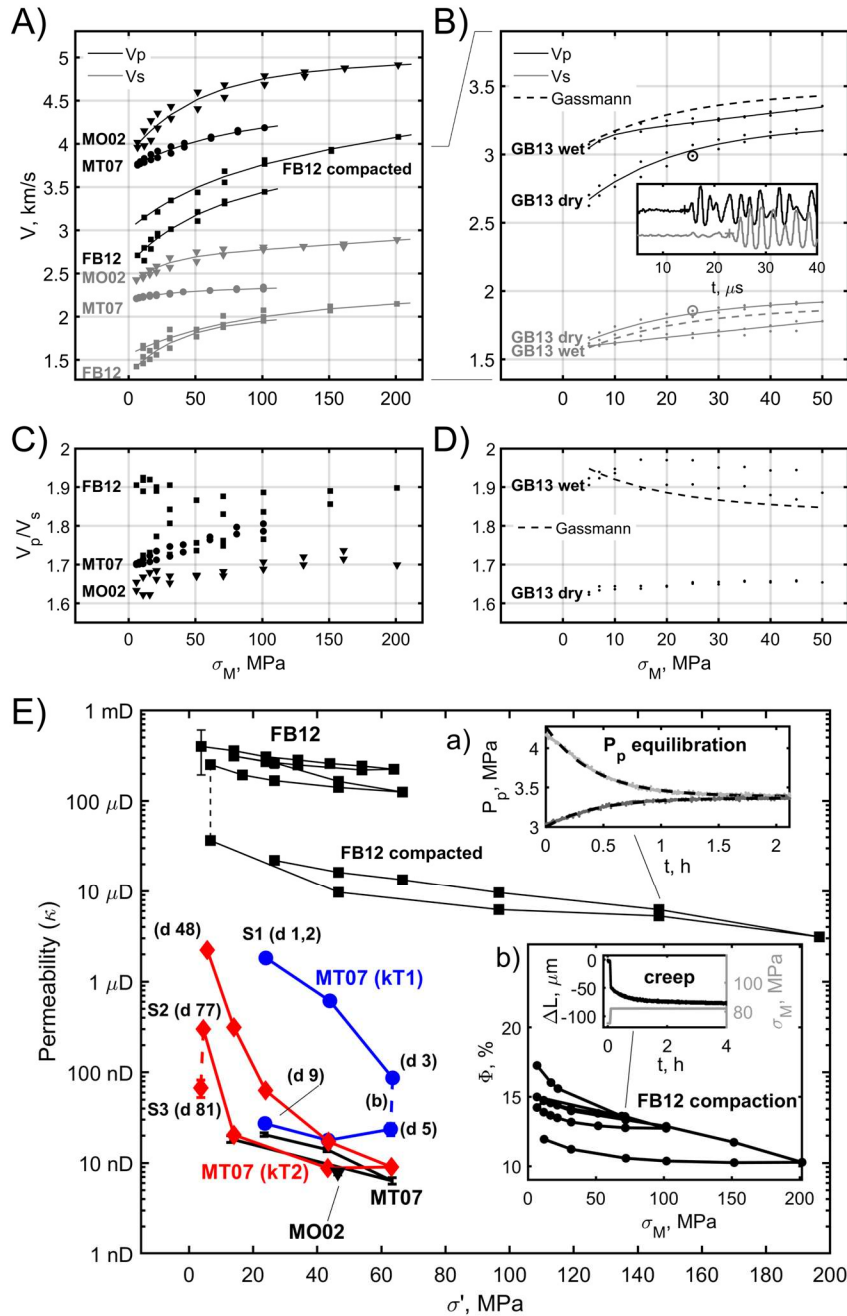 A)
B)
Vp
Vs
5
4.5
4
3.5
3
2.5
2
1.5
V, km/s
MO02
MT07
FB12 compacted
FB12
MO02
MT07
FB12
0
50
100
150
200
Vp
Vs
Gassmann
3.5
3
2.5
2
1.5
GB13 wet
GB13 dry
GB13 dry
GB13 wet
10
20
30
40
t, μs
0
10
20
30
40
50
C)
D)
2
1.9
1.8
1.7
1.6
Vp/Vs
FB12
MT07
MO02
0
50
100
150
200
σM, MPa
2
1.9
1.8
1.7
1.6
GB13 wet
Gassmann
GB13 dry
0
10
20
30
40
50
σM, MPa
E)
1 mD
100 μD
10 μD
1 μD
100 nD
10 nD
1 nD
Permeability (κ)
FB12
FB12 compacted
(d 48)
S1 (d 1,2)
MT07 (kT1)
S2 (d 77)
(d 9)
(d 3)
(b)
S3 (d 81)
(d 5)
MT07 (kT2)
MT07
MO02
a)
Pp equilibration
4
3.5
3
Pp, MPa
0
0.5
1
1.5
2
t, h
b)
creep
0
-50
-100
ΔL, μm
100
80
σM, MPa
0
2
4
t, h
20
15
10
Φ, %
FB12 compaction
0
50
100
150
200
σM, MPa
0
20
40
60
80
100
120
140
160
180
200
σ', MPa